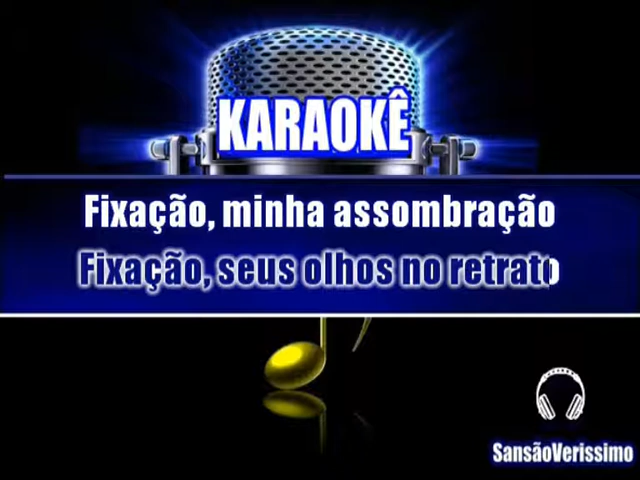 KARAOKÊ
Fixação, minha assombração
Fixação, seus olhos no retrato
SansãoVerissimo